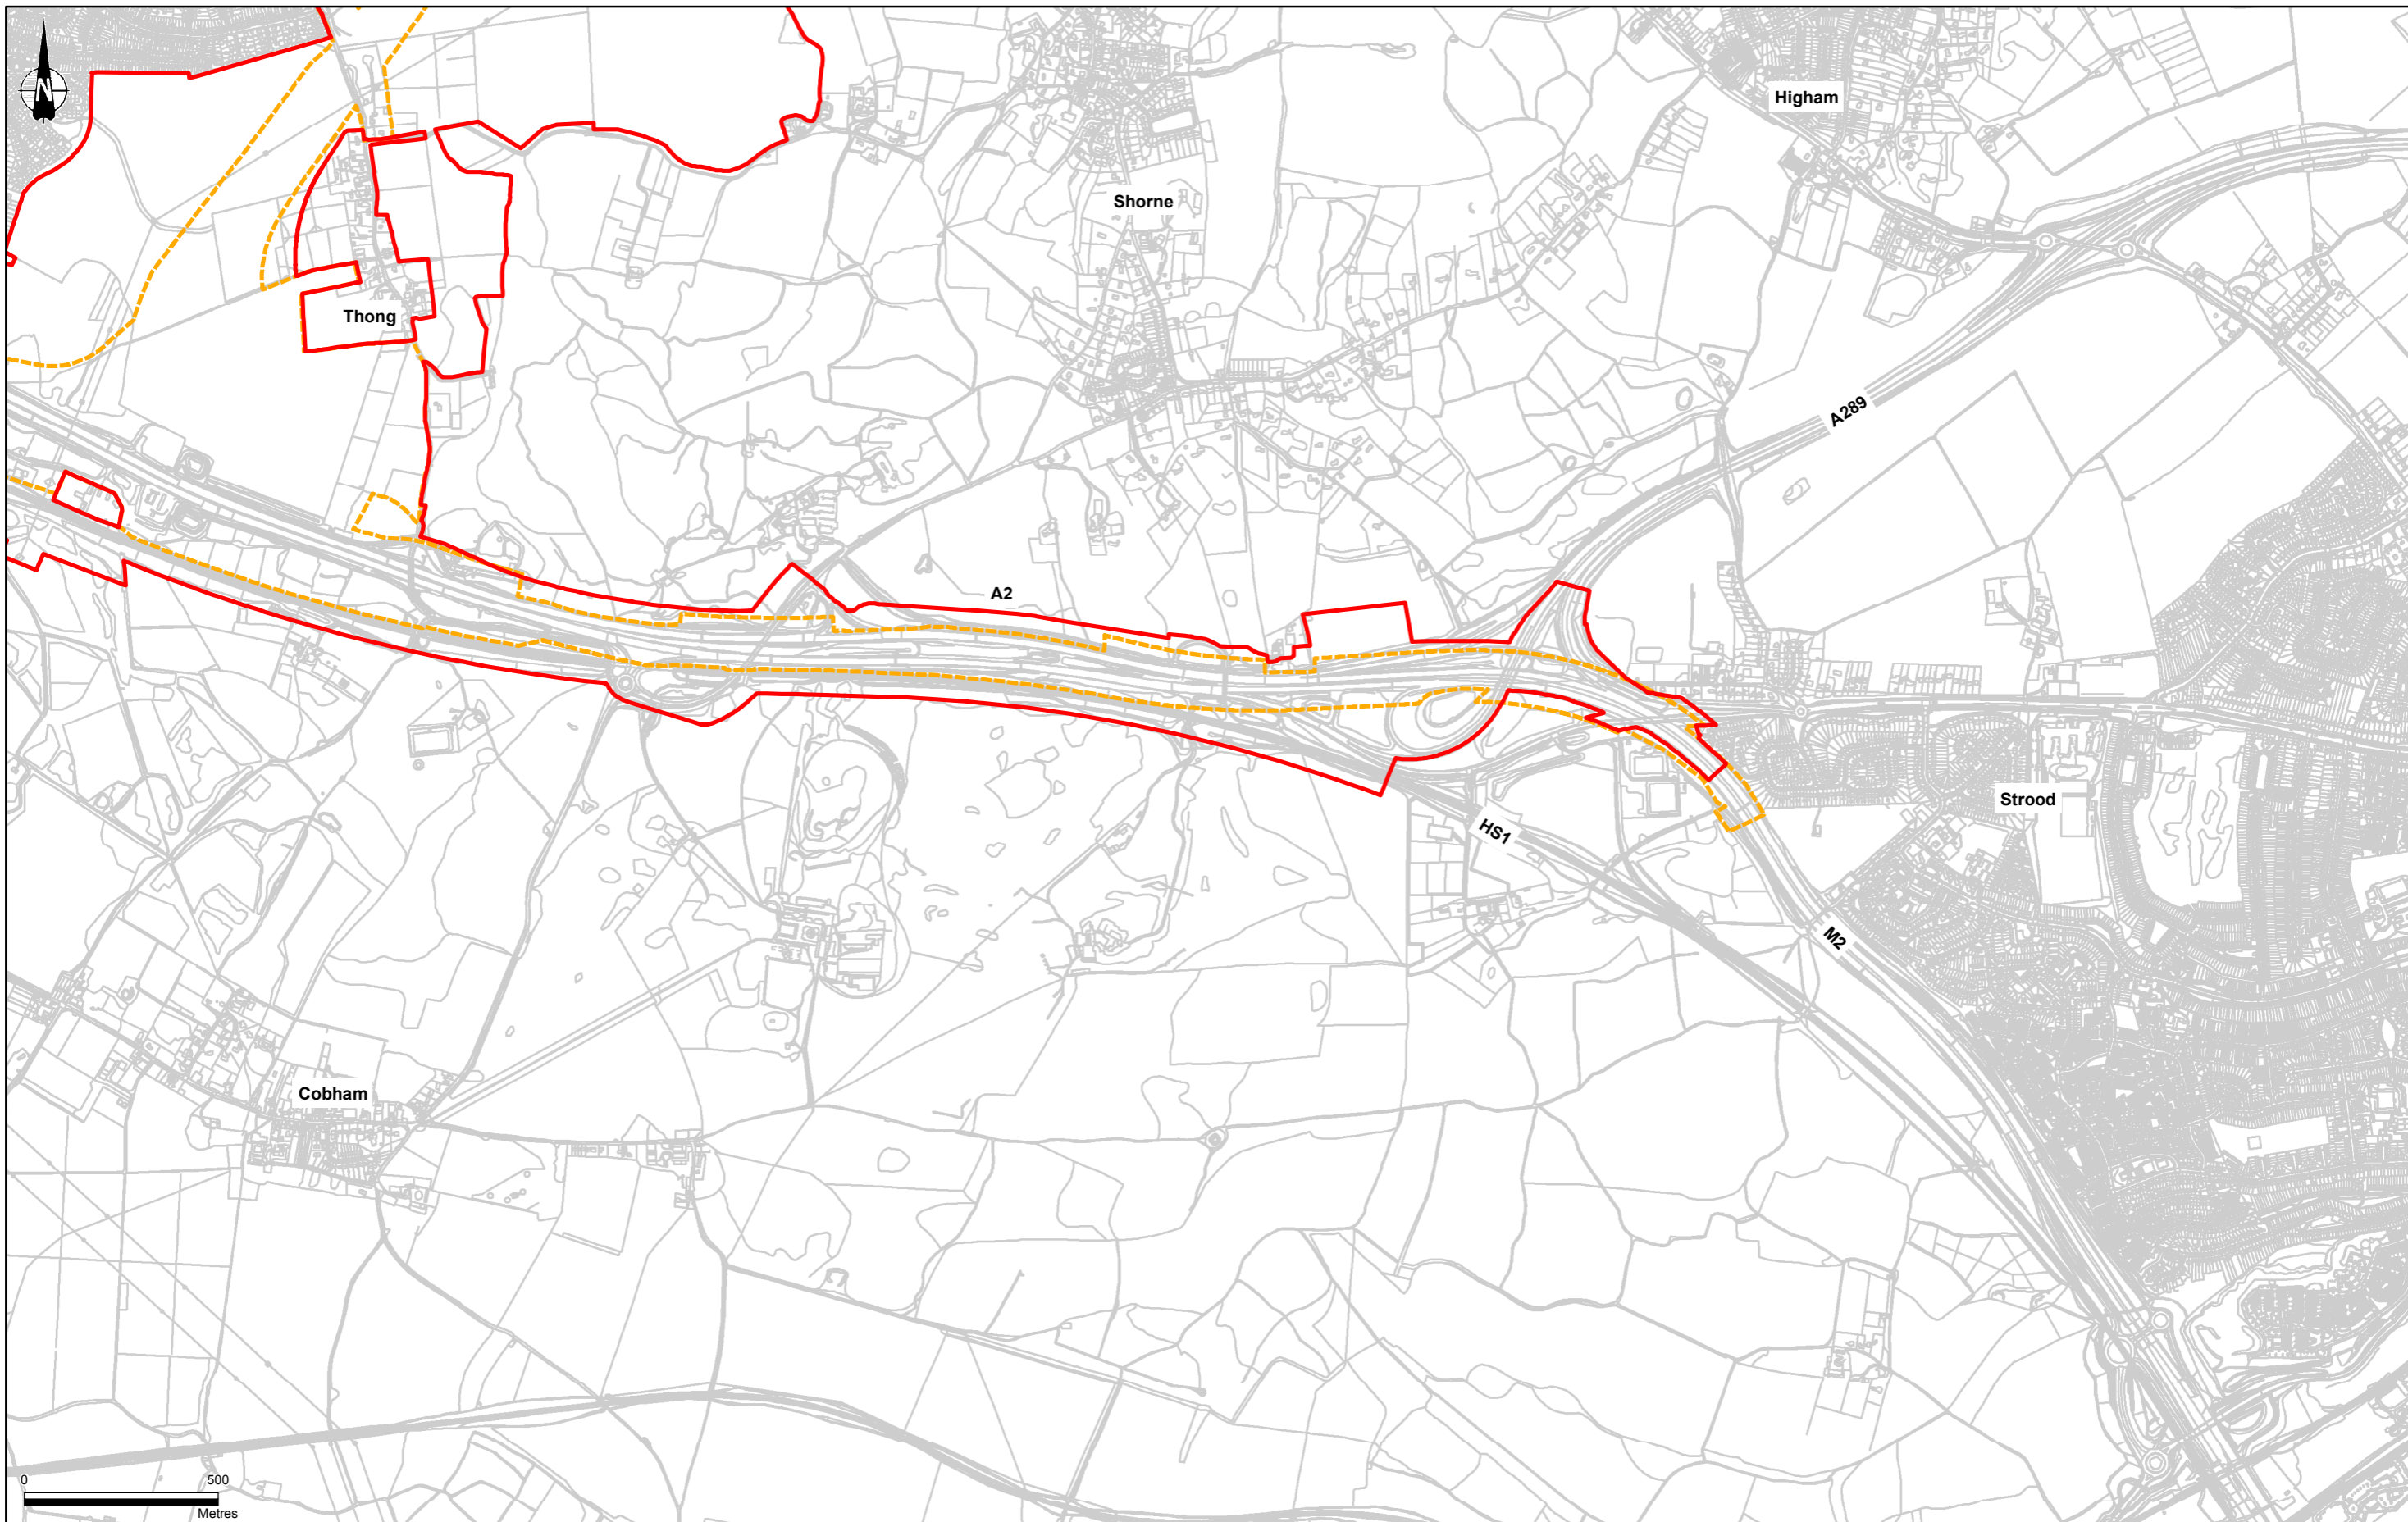 N
Higham
Shorne
Thong
A289
A2
Strood
HS1
M2
Cobham
0 500
Metres